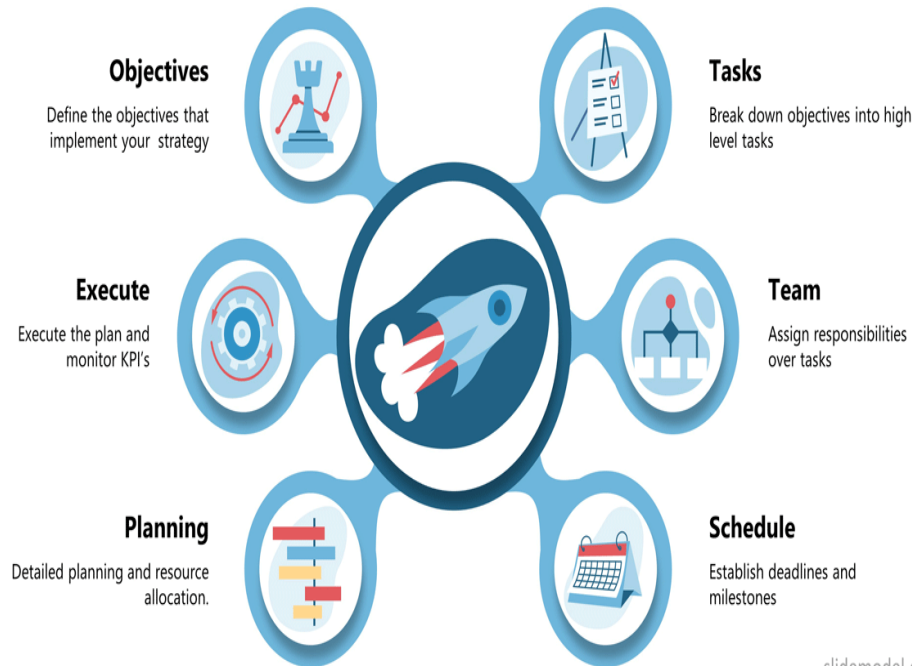 Objectives
Define the objectives that
implement your strategy
Tasks
Break down objectives into high
level tasks
Execute
Execute the plan and
monitor KPI's
Team
Assign responsibilities
over tasks
Planning
Detailed planning and resource
allocation.
Schedule
Establish deadlines and
milestones